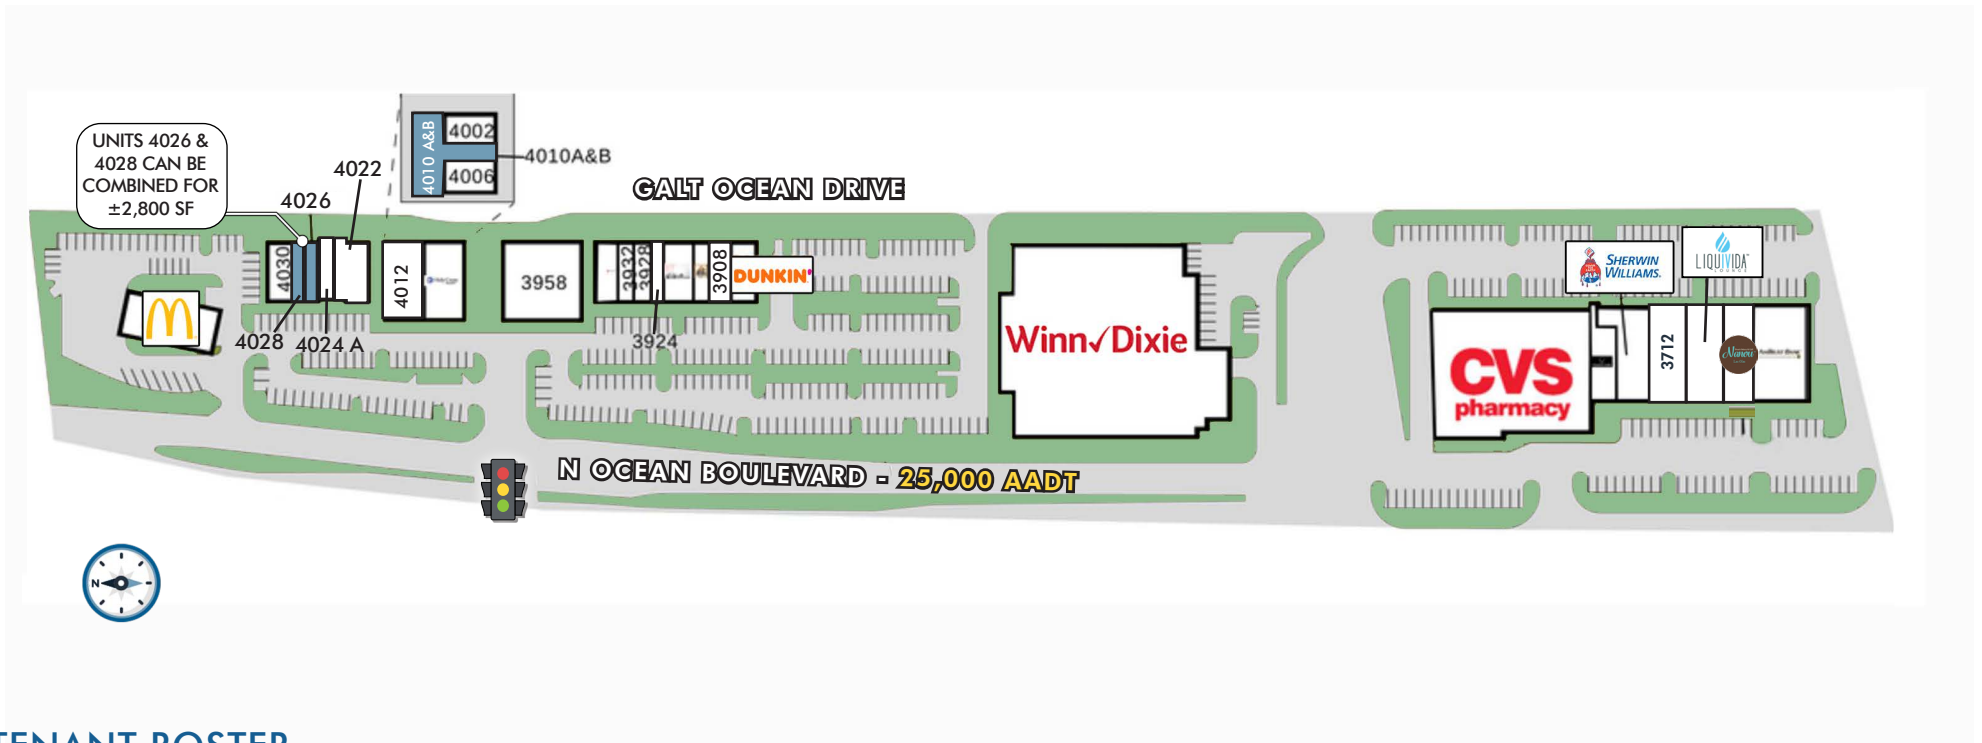 UNITS 4026 &
4028 CAN BE
COMBINED FOR
±2,800 SF
4026
4022
4010 A&B
4002
4006
4010A&B
GALT OCEAN DRIVE
4030
4028
4024 A
4012
3958
3932
3928
3924
3908
DUNKIN'
Winn✓Dixie
CVS
pharmacy
SHERWIN
WILLIAMS.
LIQUIVIDA
LOUNGE
3712
Nanou
N OCEAN BOULEVARD - 25,000 AADT
N
TENANT ROSTER